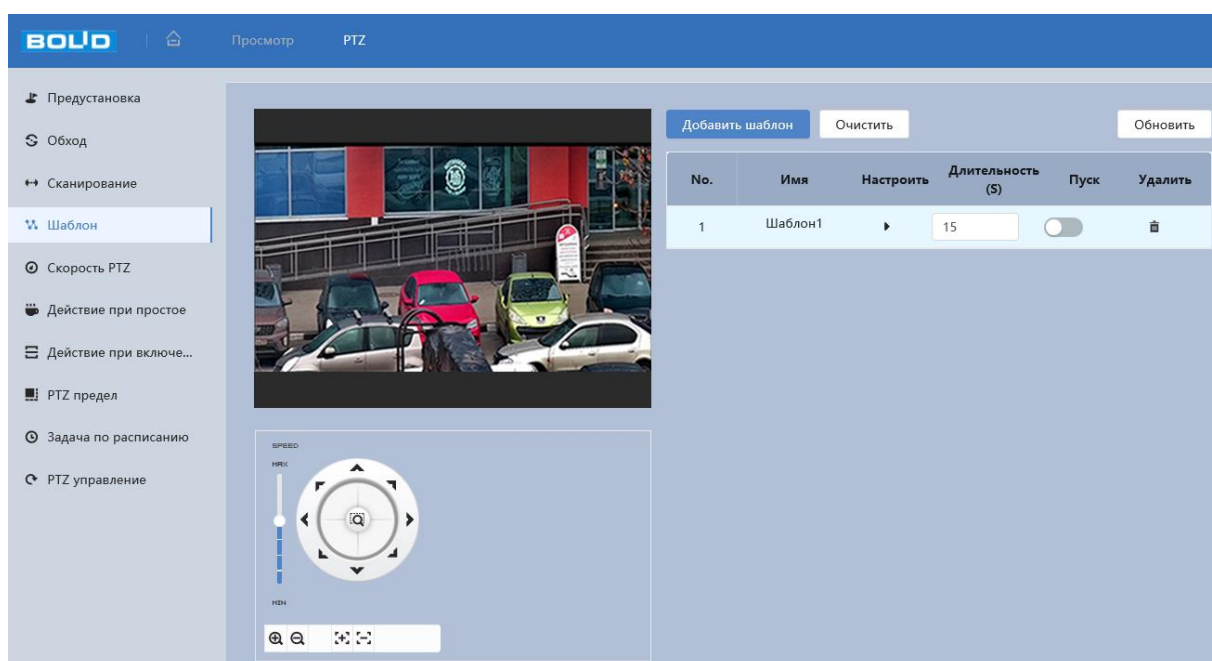 BOLID
Просмотр
PTZ
Предустановка
Обход
Сканирование
Шаблон
Скорость PTZ
Действие при простое
Действие при включе...
PTZ предел
Задача по расписанию
PTZ управление
Добавить шаблон
Очистить
Обновить
No.
Имя
Настроить
Длительность
(S)
Пуск
Удалить
1
Шаблон1
15
SPEED
MAX
MIN